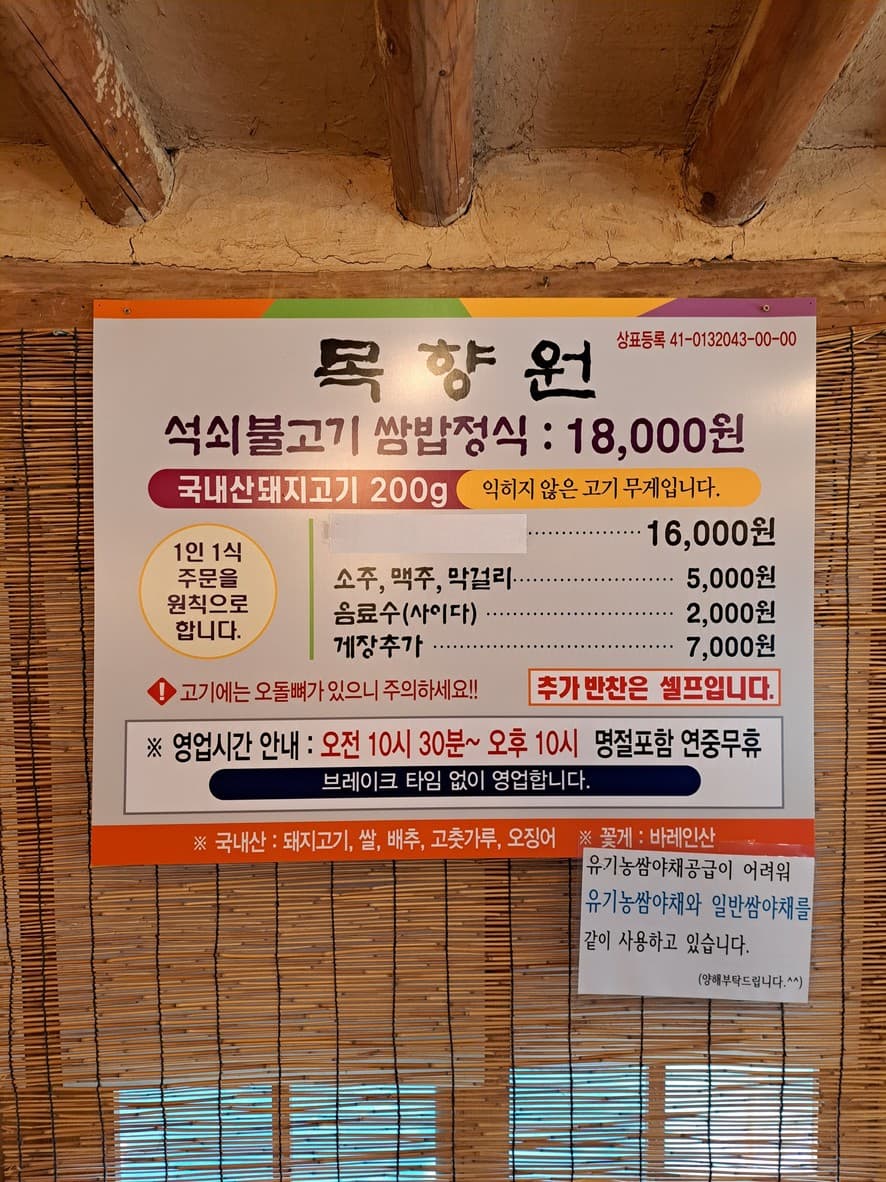 상표등록 41-0132043-00-00
목향원
석쇠불고기 쌈밥정식 : 18,000원
국내산돼지고기 200g 익히지 않은 고기 무게입니다.
1인 1식
주문을
원칙으로
합니다.
16,000원
소주, 맥주, 막걸리 5,000원
음료수(사이다) 2,000원
게장추가 7,000원
고기에는 오돌뼈가 있으니 주의하세요!!
추가 반찬은 셀프입니다.
※ 영업시간 안내 : 오전 10시 30분~ 오후 10시 명절포함 연중무휴
브레이크 타임 없이 영업합니다.
※ 국내산 : 돼지고기, 쌀, 배추, 고춧가루, 오징어 ※ 꽃게 : 바레인산
유기농쌈야채공급이 어려워
유기농쌈야채와 일반쌈야채를
같이 사용하고 있습니다.
(양해부탁드립니다.^^)